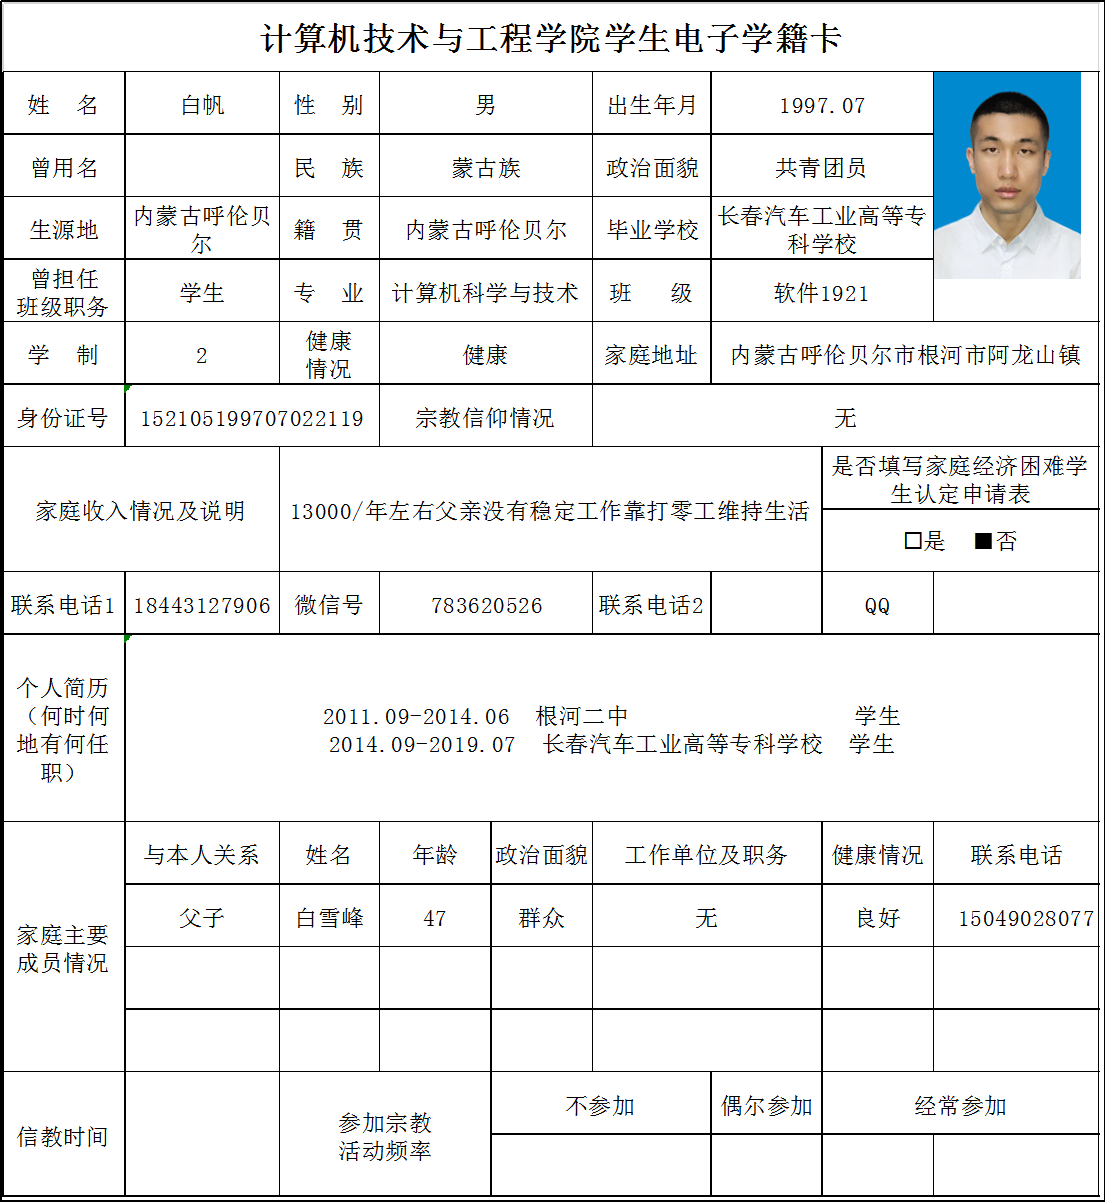 计算机技术与工程学院学生电子学籍卡
姓 名 白帆 性 别 男 出生年月 1997.07
曾用名 民 族 蒙古族 政治面貌 共青团员
生源地 内蒙古呼伦贝尔 籍 贯 内蒙古呼伦贝尔 毕业学校 长春汽车工业高等专科学校
曾担任班级职务 学生 专 业 计算机科学与技术 班 级 软件1921
学 制 2 健康情况 健康 家庭地址 内蒙古呼伦贝尔市根河市阿龙山镇
身份证号 152105199707022119 宗教信仰情况 无
家庭收入情况及说明 13000/年左右父亲没有稳定工作靠打零工维持生活 是否填写家庭经济困难学生认定申请表
□是 ■否
联系电话1 18443127906 微信号 783620526 联系电话2 QQ
个人简历（何时何地有何任职）
2011.09-2014.06 根河二中 学生
2014.09-2019.07 长春汽车工业高等专科学校 学生
家庭主要成员情况
与本人关系 姓名 年龄 政治面貌 工作单位及职务 健康情况 联系电话
父子 白雪峰 47 群众 无 良好 15049028077
信教时间 参加宗教活动频率 不参加 偶尔参加 经常参加